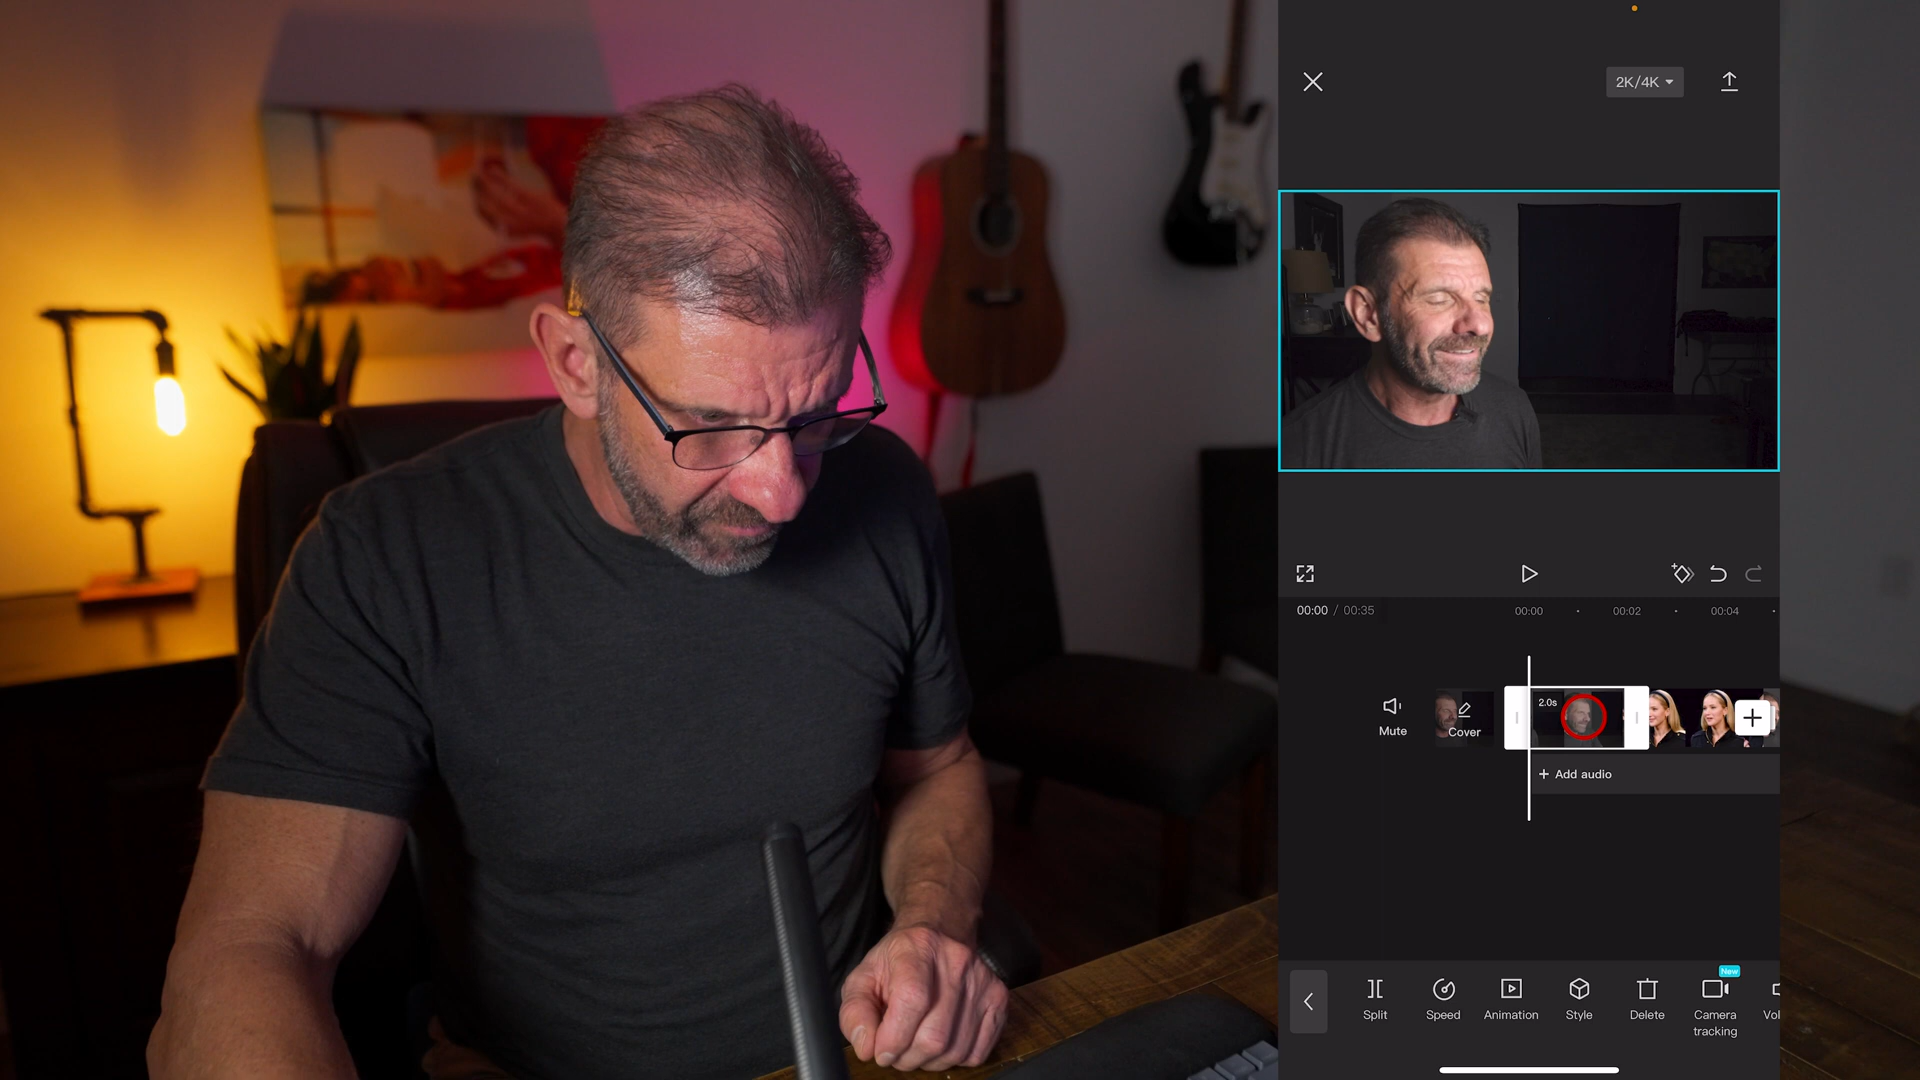 2K/4K
00:00 / 00:35
00:00
00:02
00:04
Mute
Cover
2.0s
+ Add audio
New
Split
Speed
Animation
Style
Delete
Camera
tracking
Vol